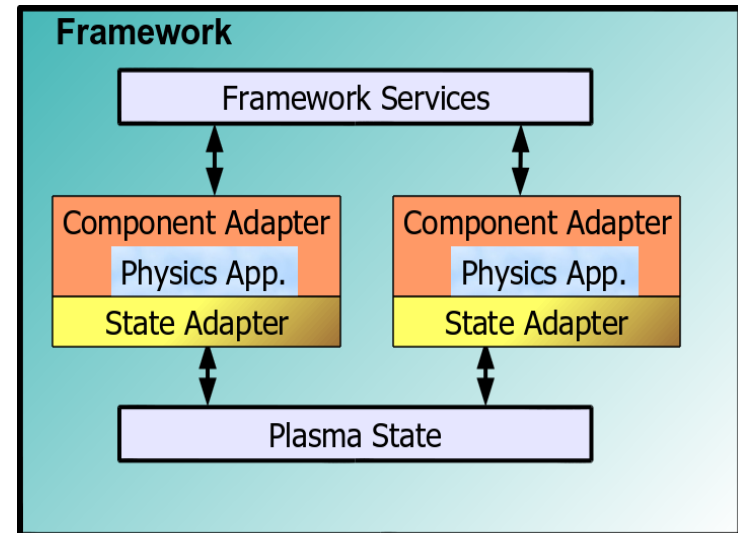 Framework
Framework Services
Component Adapter
Physics App.
State Adapter
Component Adapter
Physics App.
State Adapter
Plasma State